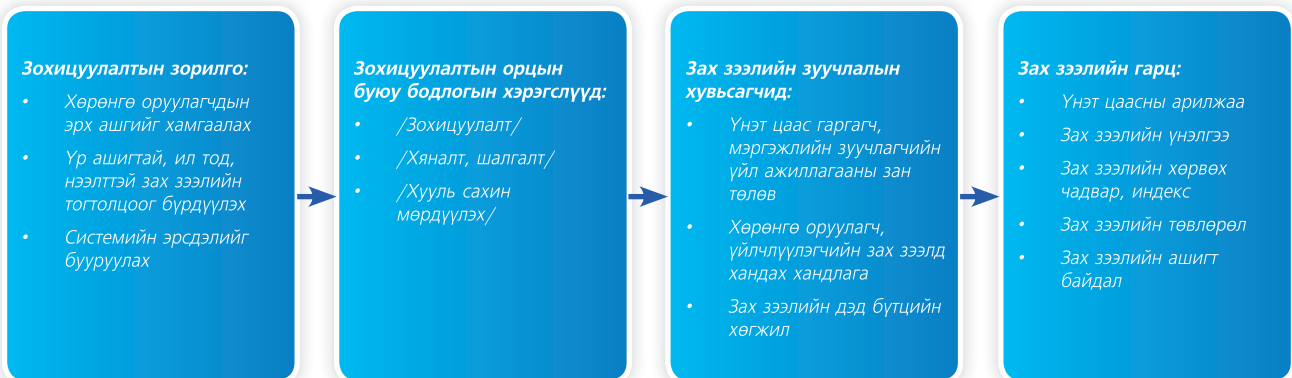 Зохицуулалтын зорилго:
• Хөрөнгө оруулагчдын
эрх ашгийг хамгаалах
• Үр ашигтай, ил тод,
нээлттэй зах зээлийн
тогтолцоог бүрдүүлэх
• Системийн эрсдэлийг
бууруулах
Зохицуулалтын орцын
буюу бодлогын хэрэгслүүд:
• /Зохицуулалт/
• /Хяналт, шалгалт/
• /Хууль сахин
мөрдүүлэх/
Зах зээлийн зуучлалын
хувьсагчид:
• Үнэт цаас гаргагч,
мэргэжлийн зуучлагчийн
үйл ажиллагааны зан
төлөв
• Хөрөнгө оруулагч,
үйлчлүүлэгчийн зах зээлд
хандах хандлага
• Зах зээлийн дэд бүтцийн
хөгжил
Зах зээлийн гарц:
• Үнэт цаасны арилжаа
• Зах зээлийн үнэлгээ
• Зах зээлийн хөрвөх
чадвар, индекс
• Зах зээлийн төвлөрөл
• Зах зээлийн ашигт
байдал